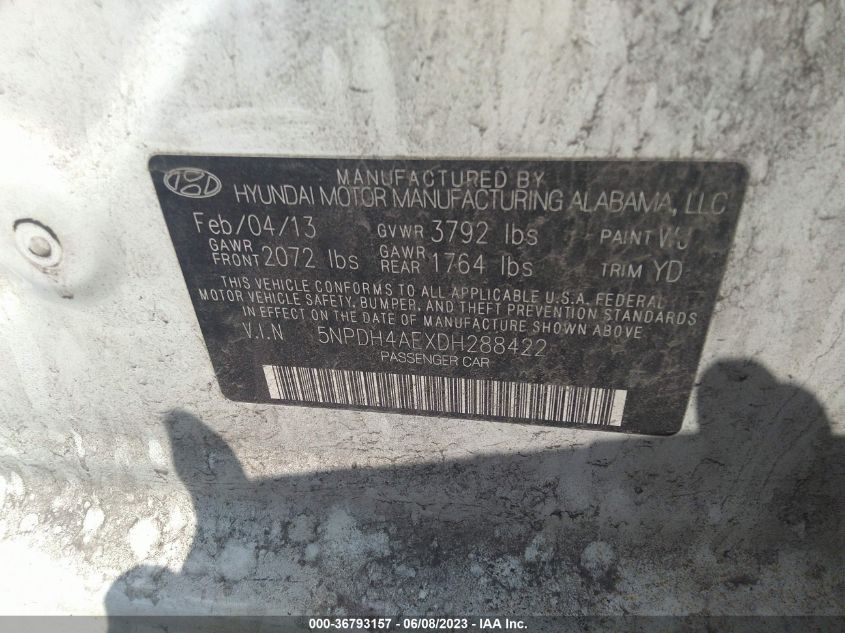 MANUFACTURED BY
HYUNDAI MOTOR MANUFACTURING ALABAMA, LLC
Feb/04/13 GVWR 3792 lbs PAINT
GAWR FRONT 2072 lbs GAWR REAR 1764 lbs TRIM YD
THIS VEHICLE CONFORMS TO ALL APPLICABLE U.S.A. FEDERAL
MOTOR VEHICLE SAFETY, BUMPER, AND THEFT PREVENTION STANDARDS
IN EFFECT ON THE DATE OF MANUFACTURE SHOWN ABOVE.
V.I.N 5NPDH4AEXDH288422
PASSENGER CAR
000-36793157 - 06/08/2023 - © IAA, Inc.